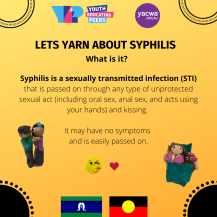 YEP YOUTH
EDUCATING
PEERS
yacwa
LETS YARN ABOUT SYPHILIS
What is it?
Syphilis is a sexually transmitted infection (STI)
that is passed on through any type of unprotected
sexual act (including oral sex, anal sex, and acts using
your hands) and kissing.
It may have no symptoms
and is easily passed on.